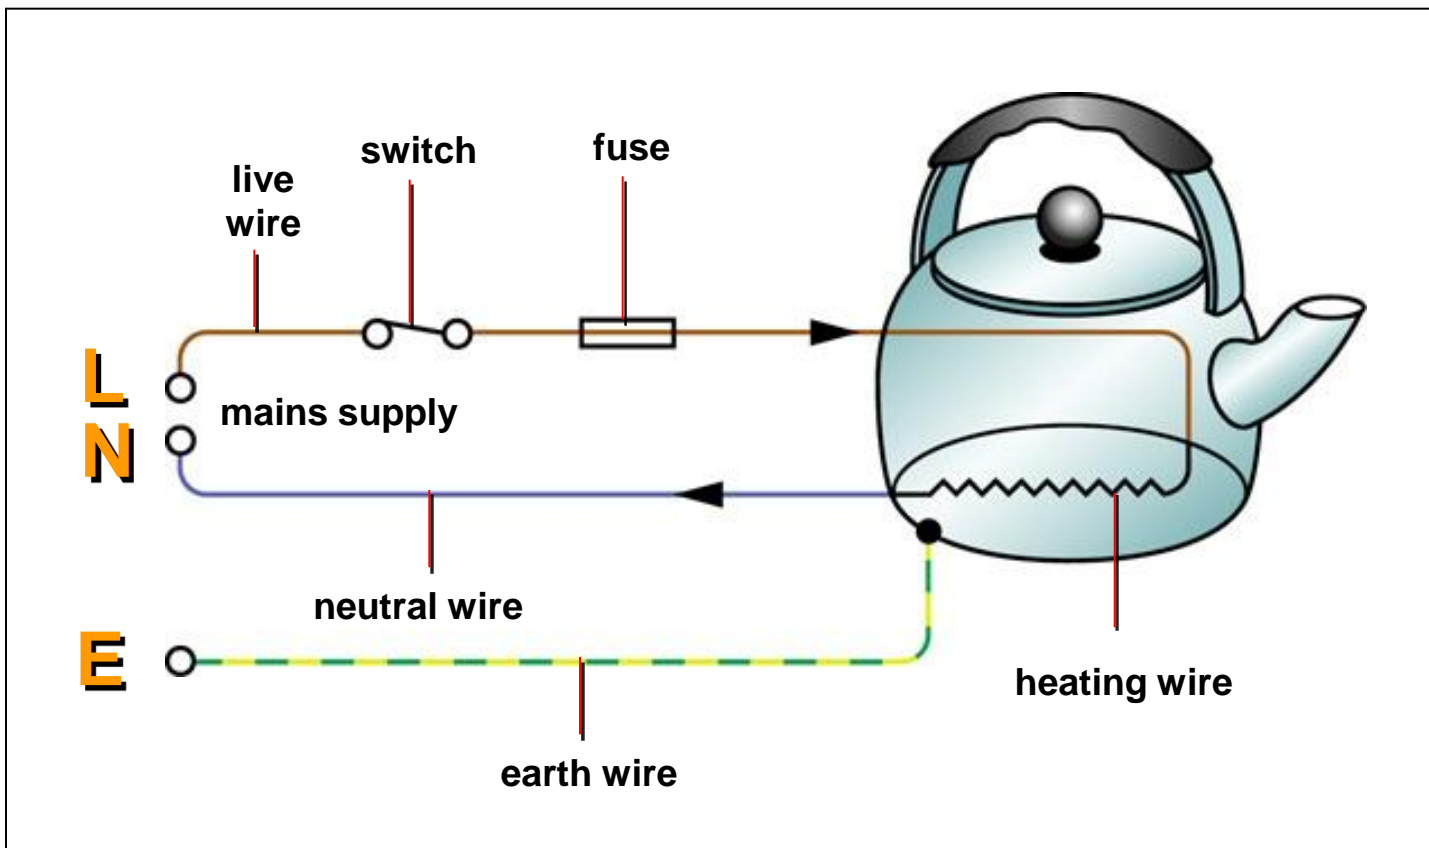 switch
fuse
live
wire
L
mains supply
N
neutral wire
E
heating wire
earth wire